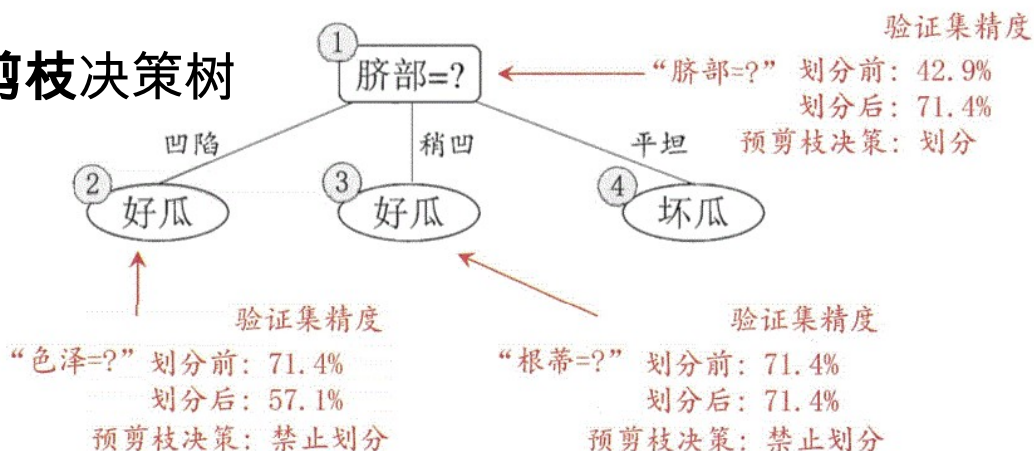 剪枝决策树
①
脐部=?
验证集精度
“脐部=?” 划分前: 42.9%
划分后: 71.4%
预剪枝决策: 划分
凹陷
稍凹
平坦
②
好瓜
③
好瓜
④
坏瓜
验证集精度
“色泽=?” 划分前: 71.4%
划分后: 57.1%
预剪枝决策: 禁止划分
验证集精度
“根蒂=?” 划分前: 71.4%
划分后: 71.4%
预剪枝决策: 禁止划分